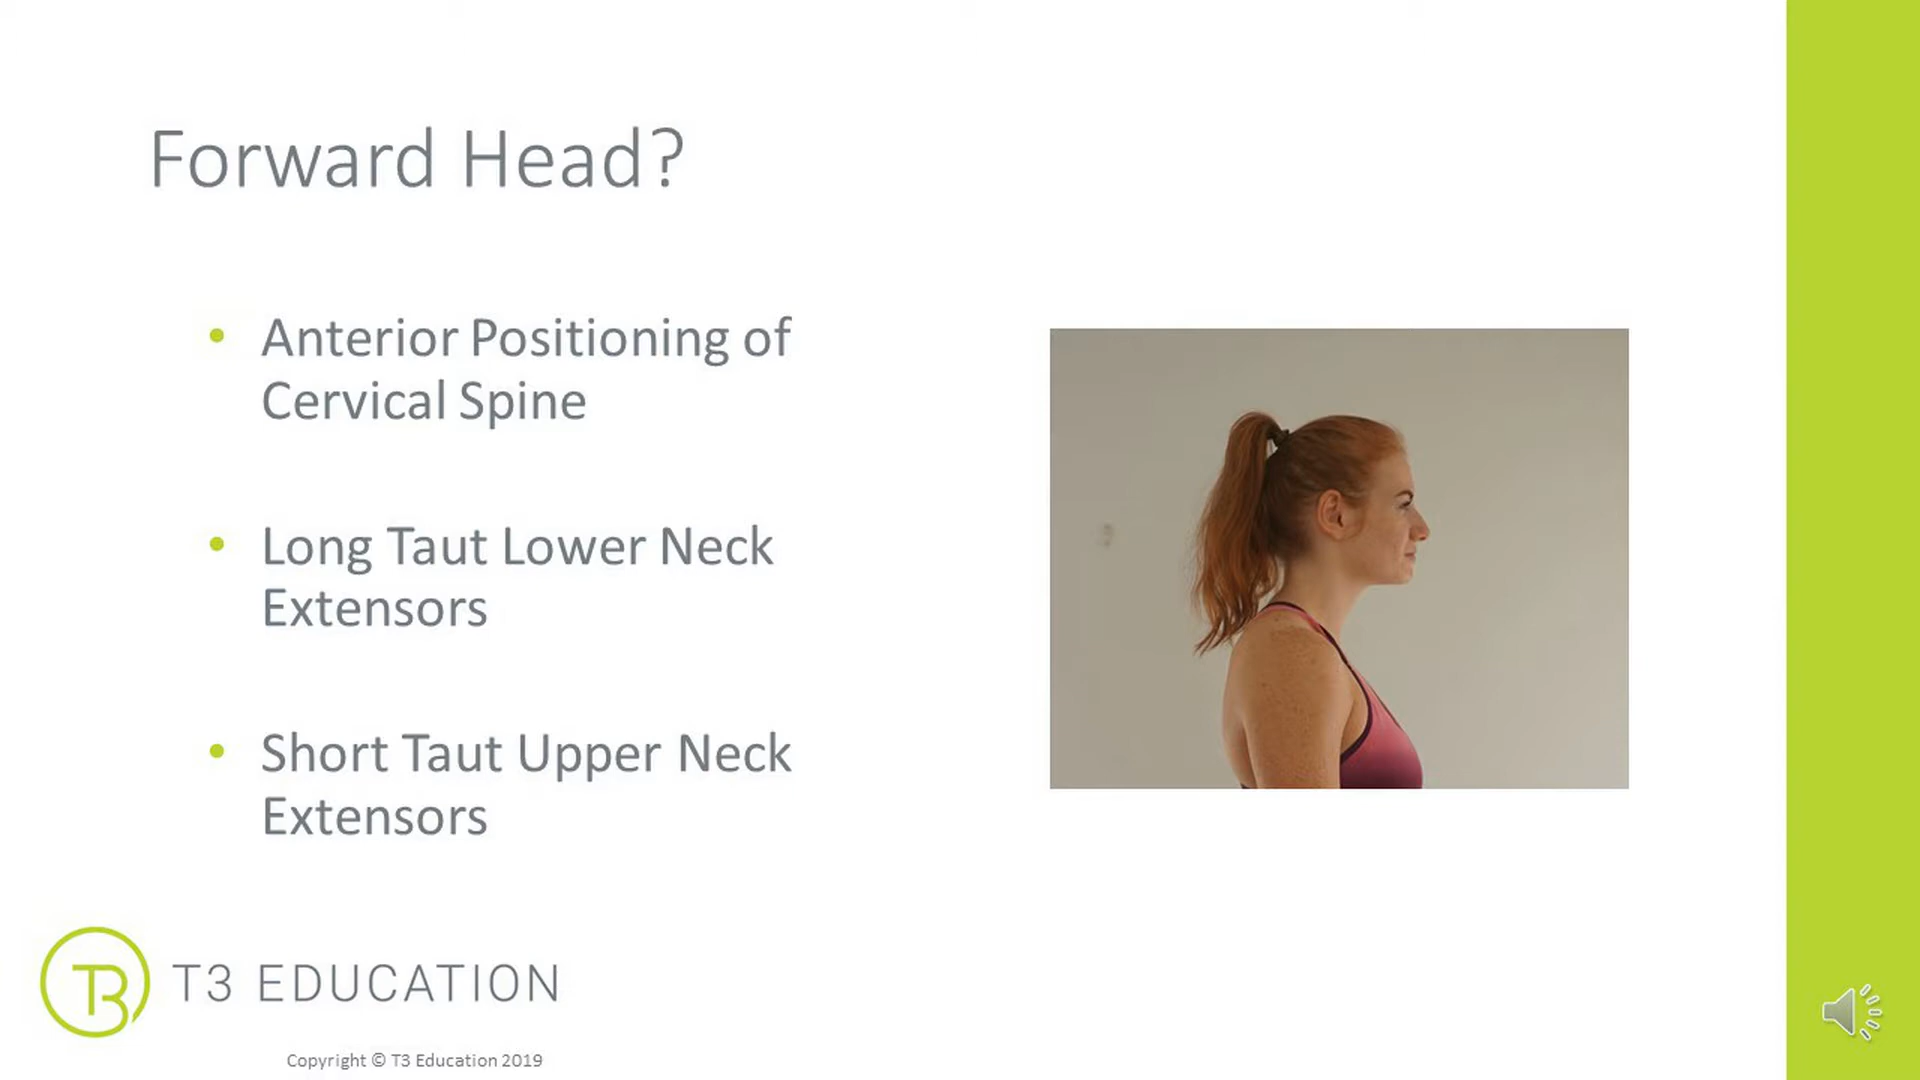 Forward Head?
• Anterior Positioning of
Cervical Spine
• Long Taut Lower Neck
Extensors
• Short Taut Upper Neck
Extensors
T3 T3 EDUCATION
Copyright © T3 Education 2019